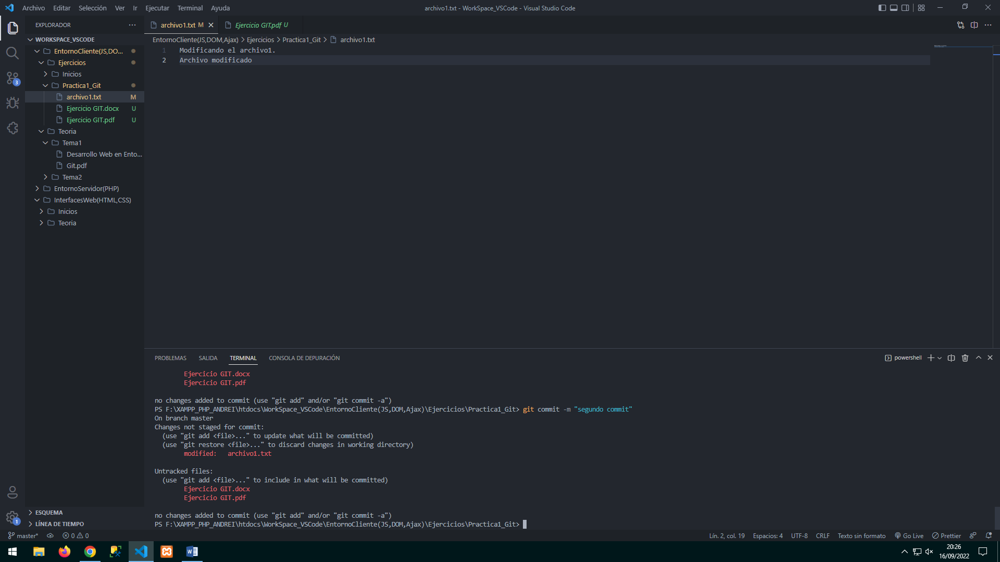 Archivo Editar Selección Ver Ir Ejecutar Terminal Ayuda
archivo1.txt - WorkSpace_VSCode - Visual Studio Code
EXPLORADOR
archivo1.txt M
Ejercicio GIT.pdf U
WORKSPACE_VSCODE
EntornoCliente(JS,DOM,Ajax) > Ejercicios > Practica1_Git > archivo1.txt
EntornoCliente(JS,DO...
Ejercicios
Inicios
Practica1_Git
archivo1.txt M
Ejercicio GIT.docx U
Ejercicio GIT.pdf U
Teoria
Tema1
Desarrollo Web en Ento...
Git.pdf
Tema2
EntornoServidor(PHP)
InterfacesWeb(HTML,CSS)
Inicios
Teoria
3
1 Modificando el archivo1.
2 Archivo modificado
PROBLEMAS SALIDA TERMINAL CONSOLA DE DEPURACIÓN
powershell
Ejercicio GIT.docx
Ejercicio GIT.pdf
no changes added to commit (use "git add" and/or "git commit -a")
PS F:\XAMPP_PHP_ANDREI\htdocs\WorkSpace_VSCode\EntornoCliente(JS,DOM,Ajax)\Ejercicios\Practica1_Git> git commit -m "segundo commit"
On branch master
Changes not staged for commit:
(use "git add <file>..." to update what will be committed)
(use "git restore <file>..." to discard changes in working directory)
modified: archivo1.txt
Untracked files:
(use "git add <file>..." to include in what will be committed)
Ejercicio GIT.docx
Ejercicio GIT.pdf
no changes added to commit (use "git add" and/or "git commit -a")
PS F:\XAMPP_PHP_ANDREI\htdocs\WorkSpace_VSCode\EntornoCliente(JS,DOM,Ajax)\Ejercicios\Practica1_Git>
ESQUEMA
LÍNEA DE TIEMPO
1
master* 0 0
Lín. 2, col. 19 Espacios: 4 UTF-8 CRLF Texto sin formato Go Live Prettier
20:26
16/09/2022